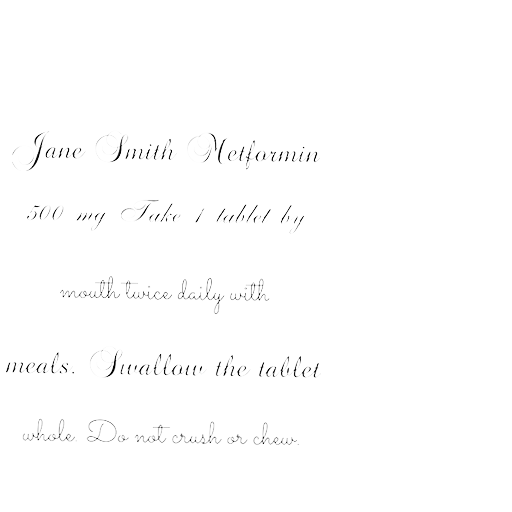 Jane Smith Metformin
500 mg Take 1 tablet by
mouth twice daily with
meals. Swallow the tablet
whole. Do not crush or chew.